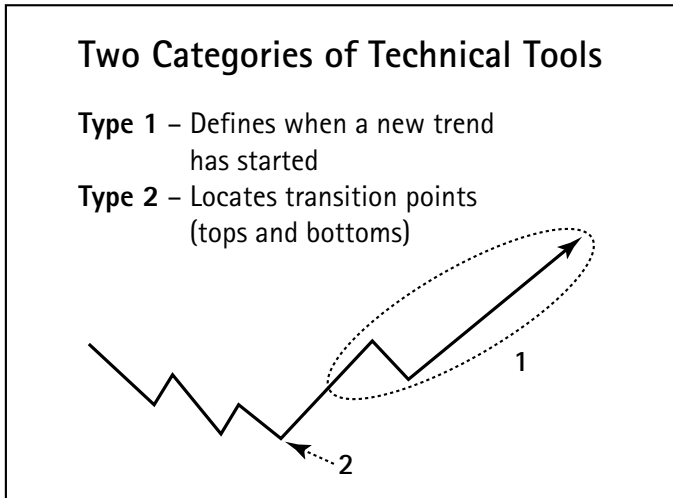 Two Categories of Technical Tools
Type 1 – Defines when a new trend
has started
Type 2 – Locates transition points
(tops and bottoms)
1
2